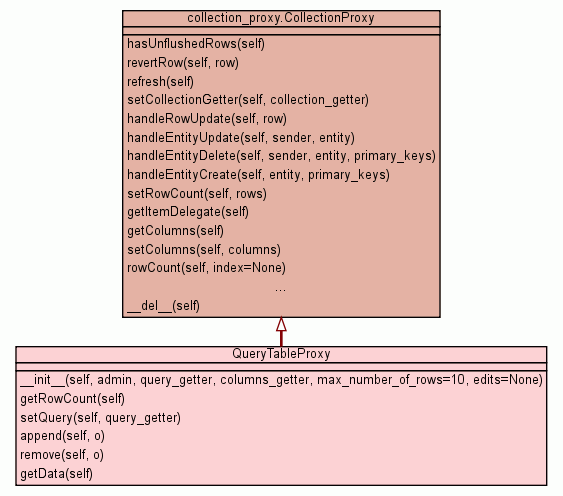 collection_proxy.CollectionProxy
hasUnflushedRows(self)
revertRow(self, row)
refresh(self)
setCollectionGetter(self, collection_getter)
handleRowUpdate(self, row)
handleEntityUpdate(self, sender, entity)
handleEntityDelete(self, sender, entity, primary_keys)
handleEntityCreate(self, entity, primary_keys)
setRowCount(self, rows)
getItemDelegate(self)
getColumns(self)
setColumns(self, columns)
rowCount(self, index=None)
...
__del__(self)
QueryTableProxy
__init__(self, admin, query_getter, columns_getter, max_number_of_rows=10, edits=None)
getRowCount(self)
setQuery(self, query_getter)
append(self, o)
remove(self, o)
getData(self)